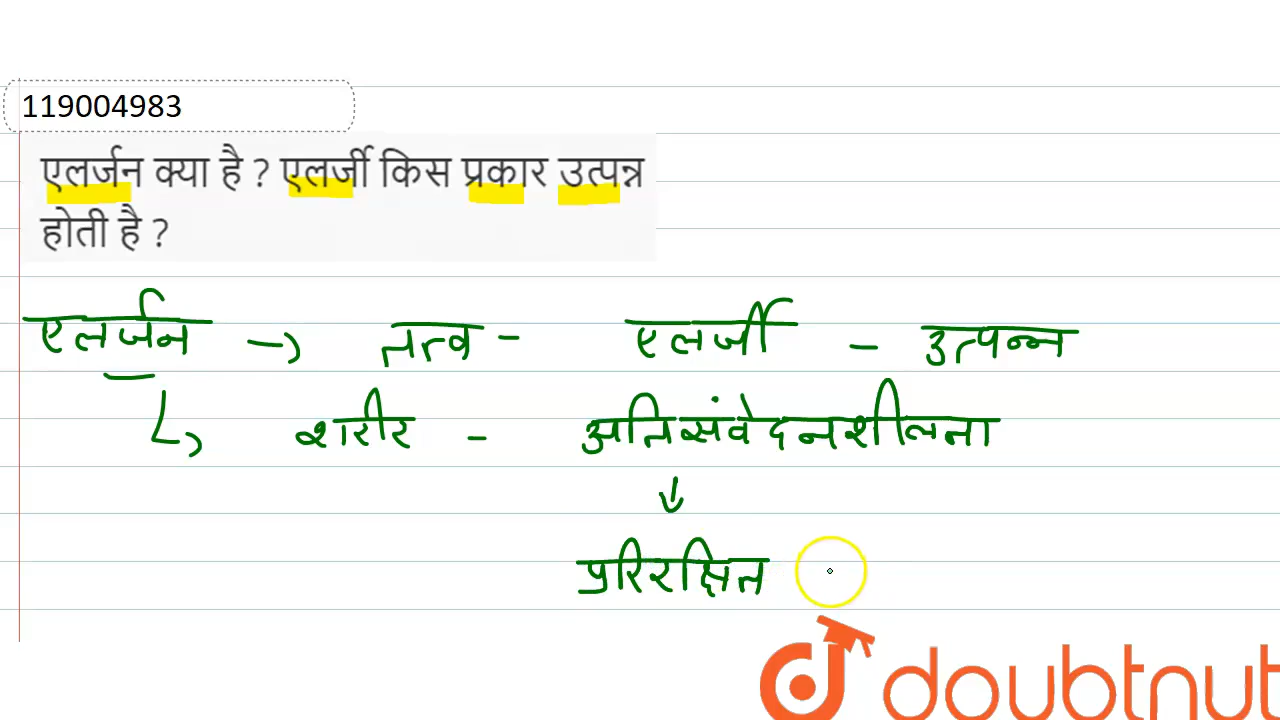 119004983
एलर्जन क्या है ? एलर्जी किस प्रकार उत्पन्न
होती है ?
एलर्जन → तत्व - एलर्जी - उत्पन्न
↳ शरीर - अतिसंवेदनशीलता
↓
प्ररिरक्षित
doubtnut